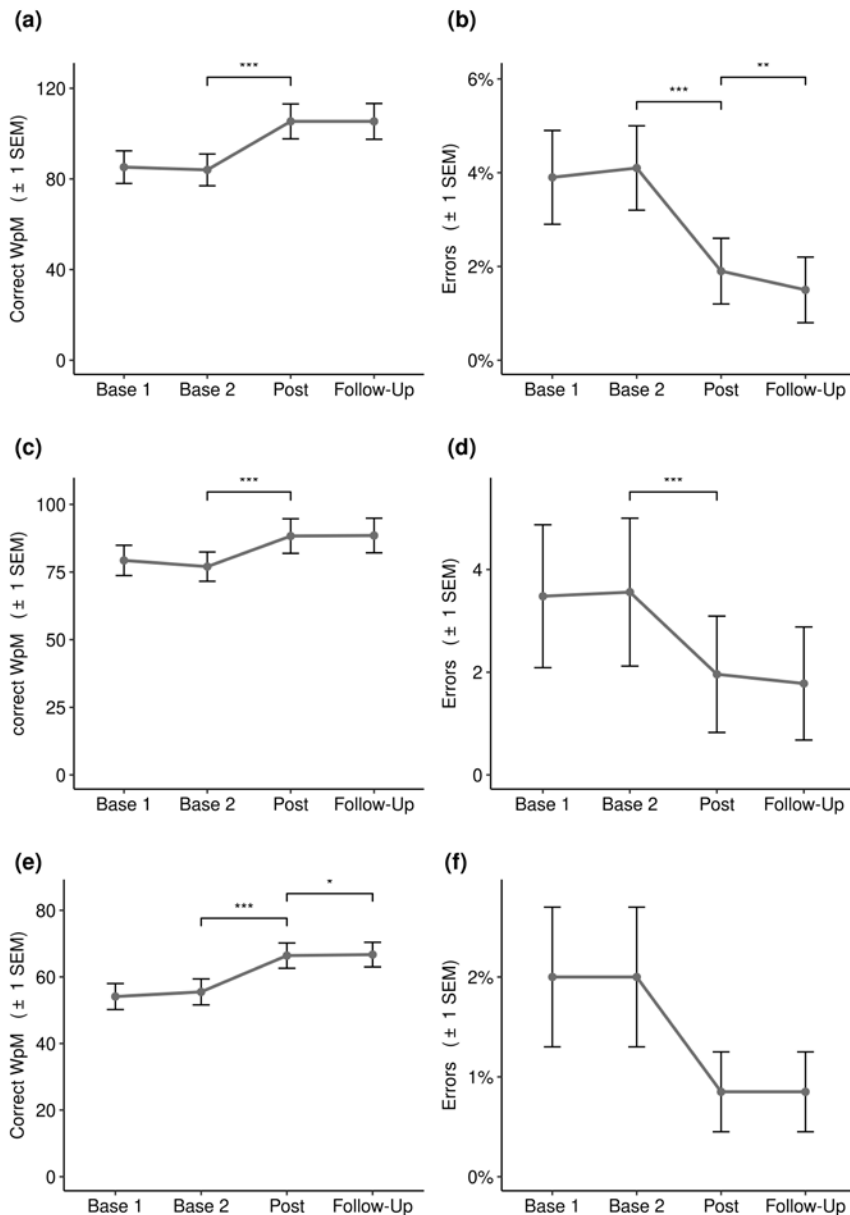 (a)
***
120
80
40
0
Correct WpM (± 1 SEM)
Base 1 Base 2 Post Follow-Up
(b)
**
***
6%
4%
2%
0%
Errors (± 1 SEM)
Base 1 Base 2 Post Follow-Up
(c)
***
100
75
50
25
0
correct WpM (± 1 SEM)
Base 1 Base 2 Post Follow-Up
(d)
***
4
2
0
Errors (± 1 SEM)
Base 1 Base 2 Post Follow-Up
(e)
*
***
80
60
40
20
0
Correct WpM (± 1 SEM)
Base 1 Base 2 Post Follow-Up
(f)
2%
1%
0%
Errors (± 1 SEM)
Base 1 Base 2 Post Follow-Up